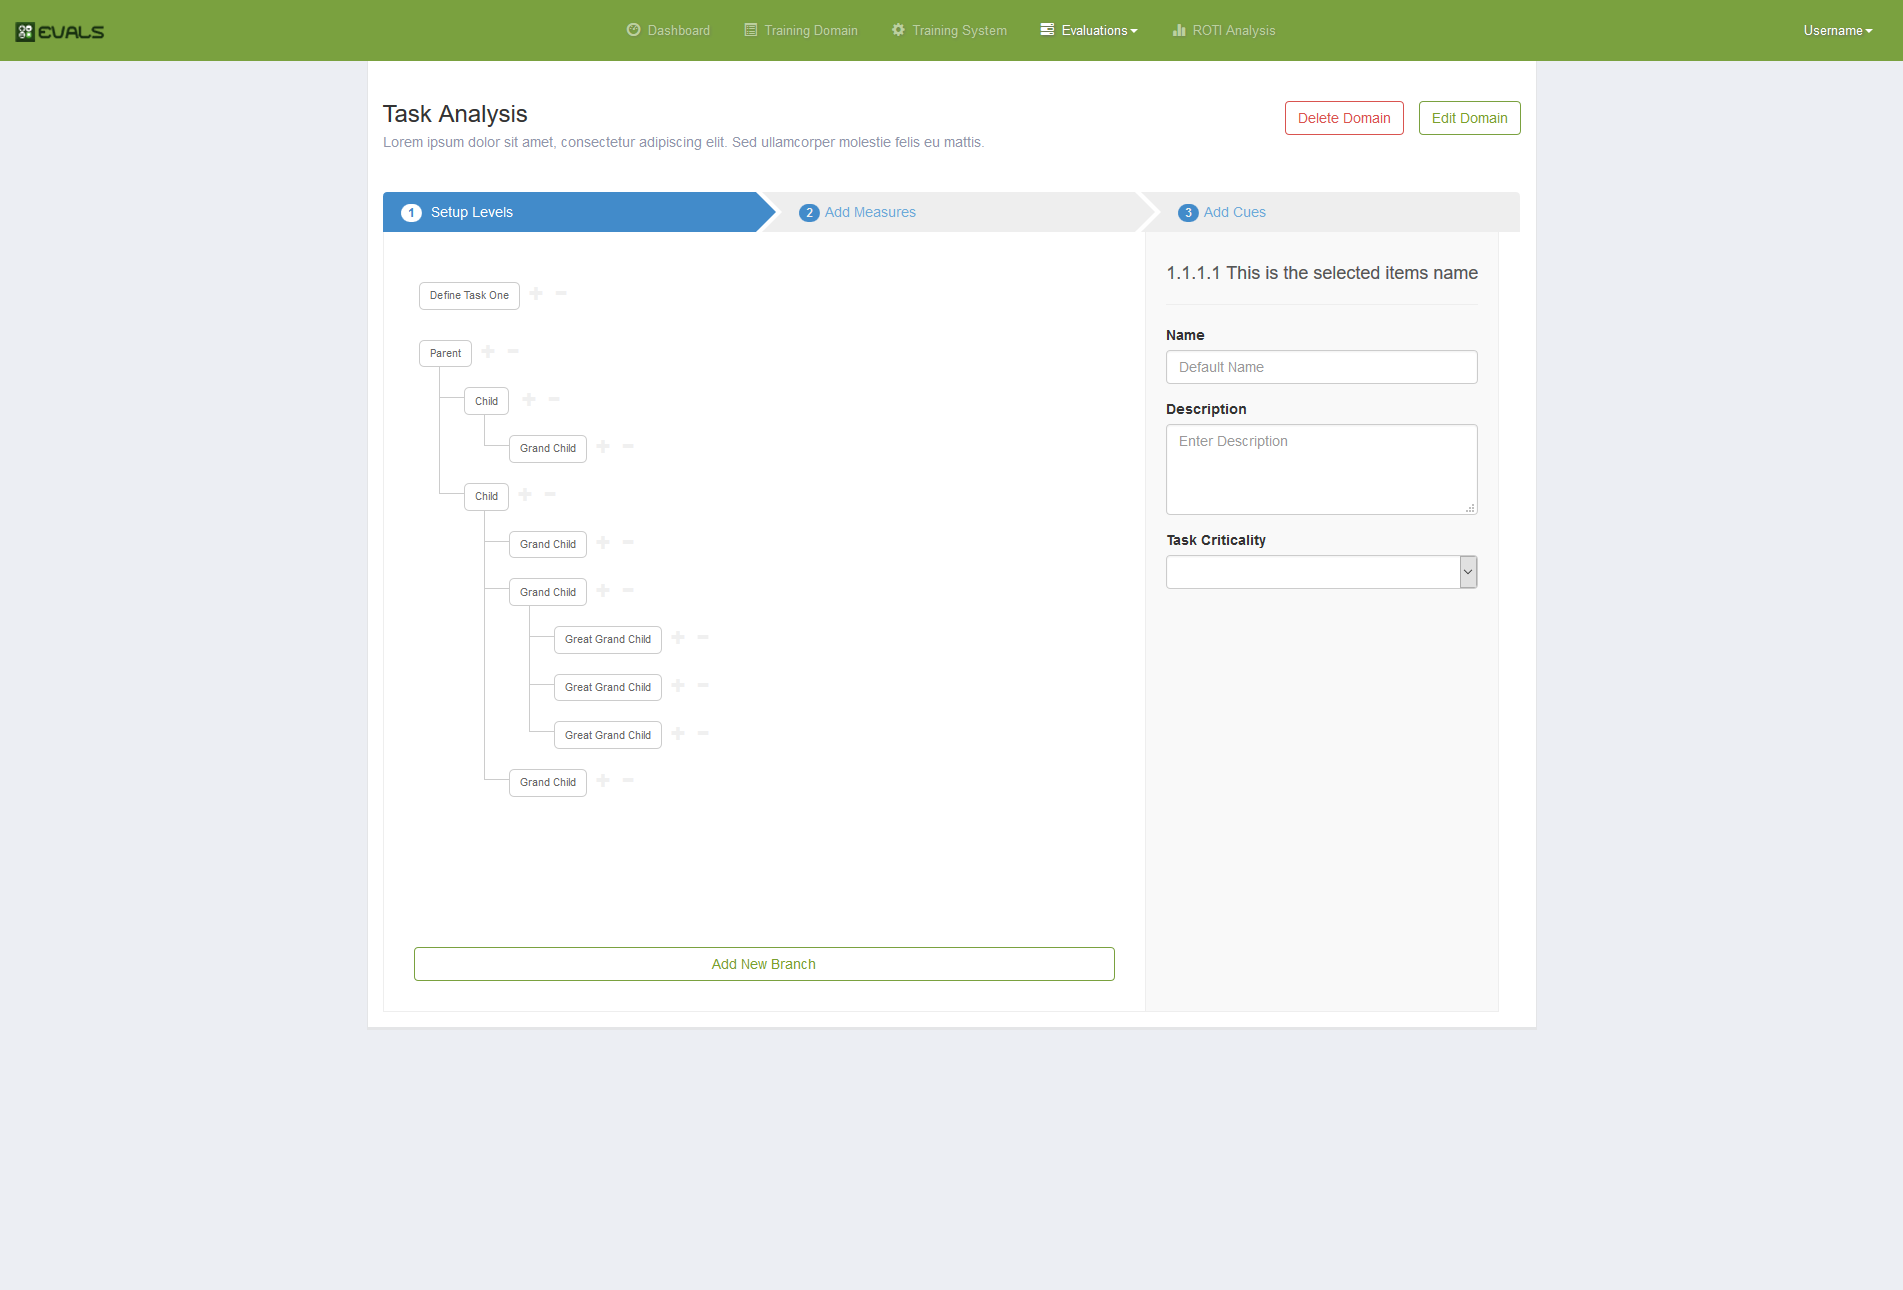 EVALS
Dashboard
Training Domain
Training System
Evaluations
ROTI Analysis
Username
Task Analysis
Lorem ipsum dolor sit amet, consectetur adipiscing elit. Sed ullamcorper molestie felis eu mattis.
Delete Domain
Edit Domain
1 Setup Levels
2 Add Measures
3 Add Cues
Define Task One
Parent
Child
Grand Child
Child
Grand Child
Grand Child
Great Grand Child
Great Grand Child
Great Grand Child
Grand Child
Add New Branch
1.1.1.1 This is the selected items name
Name
Default Name
Description
Enter Description
Task Criticality